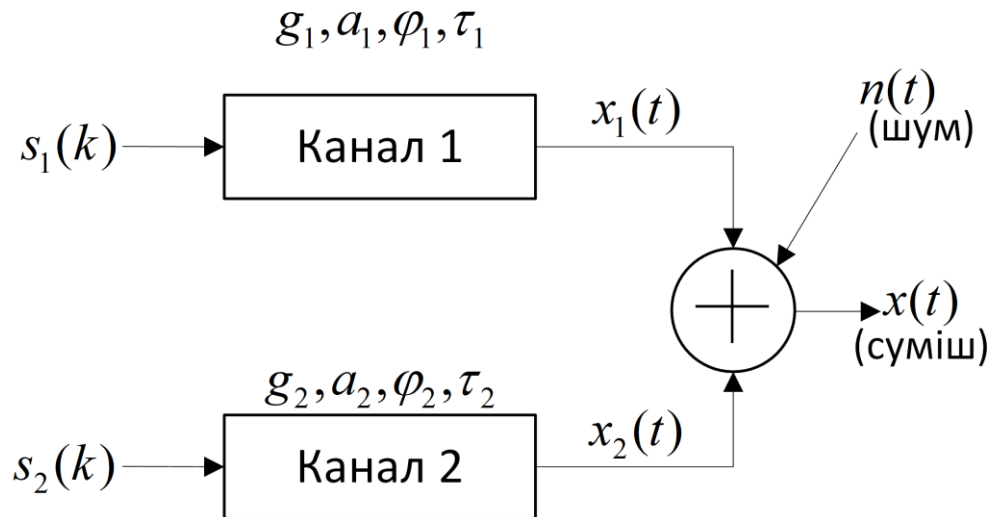 g₁, a₁, φ₁, τ₁
s₁(k)
Канал 1
x₁(t)
n(t)
(шум)
x(t)
(суміш)
g₂, a₂, φ₂, τ₂
s₂(k)
Канал 2
x₂(t)